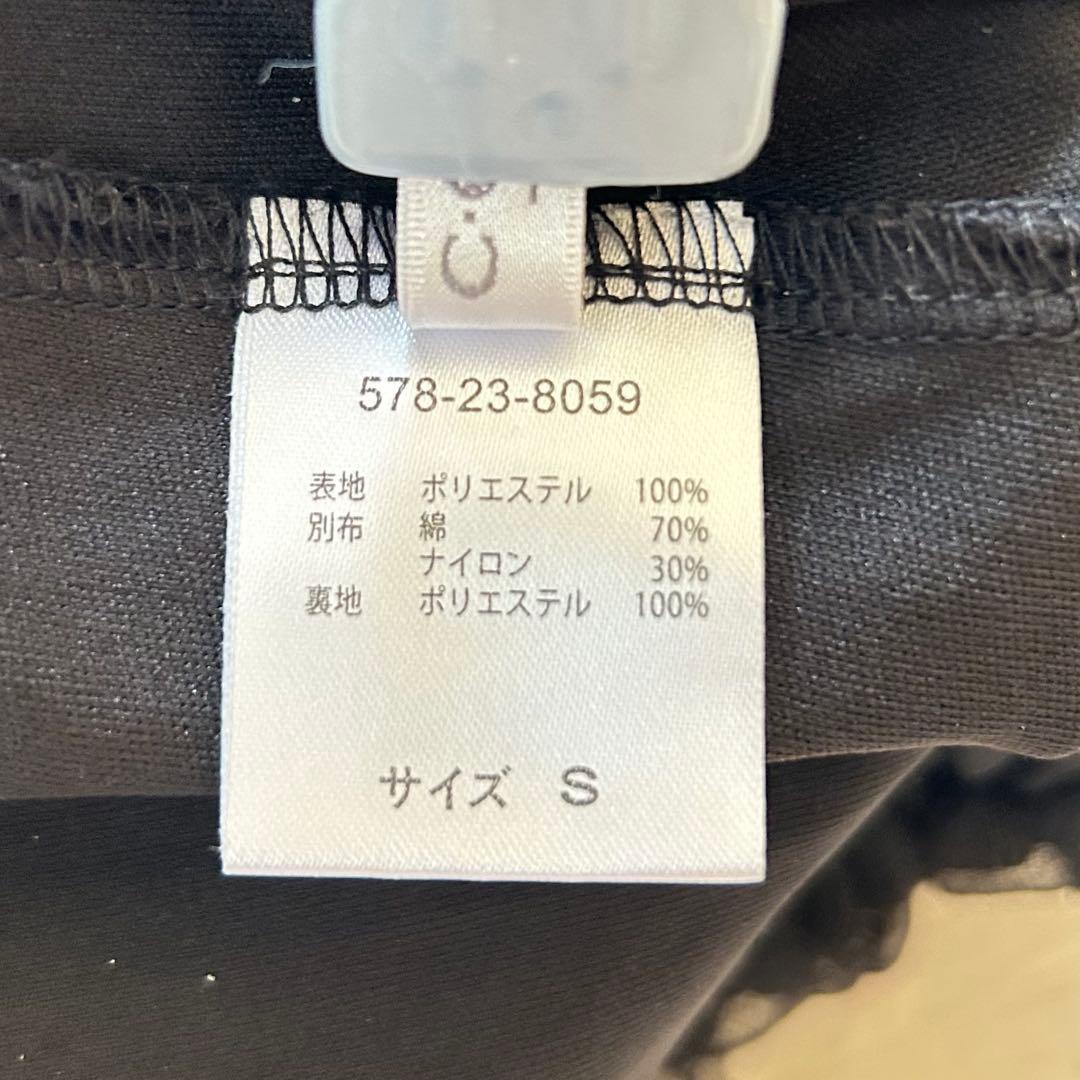 578-23-8059
表地 ポリエステル 100%
別布 綿 70%
ナイロン 30%
裏地 ポリエステル 100%
サイズ S